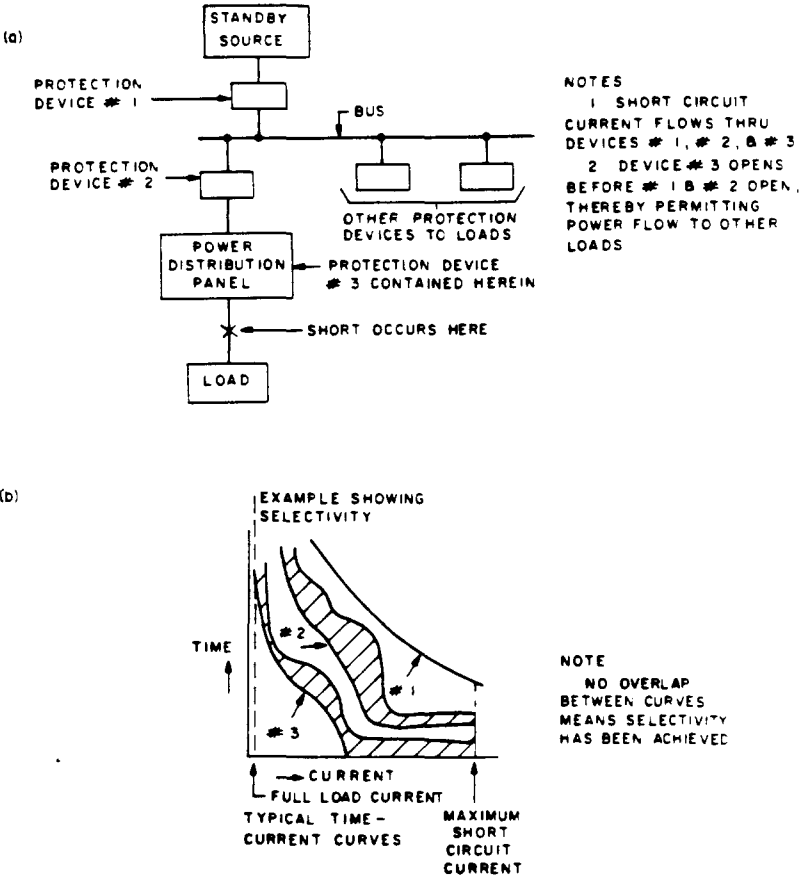 (a)
STANDBY
SOURCE
PROTECTION
DEVICE # 1
BUS
PROTECTION
DEVICE # 2
OTHER PROTECTION
DEVICES TO LOADS
POWER
DISTRIBUTION
PANEL
PROTECTION DEVICE
# 3 CONTAINED HEREIN
SHORT OCCURS HERE
LOAD
NOTES
1 SHORT CIRCUIT
CURRENT FLOWS THRU
DEVICES # 1, # 2, & # 3
2 DEVICE # 3 OPENS
BEFORE # 1 & # 2 OPEN,
THEREBY PERMITTING
POWER FLOW TO OTHER
LOADS
(b)
EXAMPLE SHOWING
SELECTIVITY
TIME
# 2
# 1
# 3
CURRENT
FULL LOAD CURRENT
TYPICAL TIME-
CURRENT CURVES
MAXIMUM
SHORT
CIRCUIT
CURRENT
NOTE
NO OVERLAP
BETWEEN CURVES
MEANS SELECTIVITY
HAS BEEN ACHIEVED